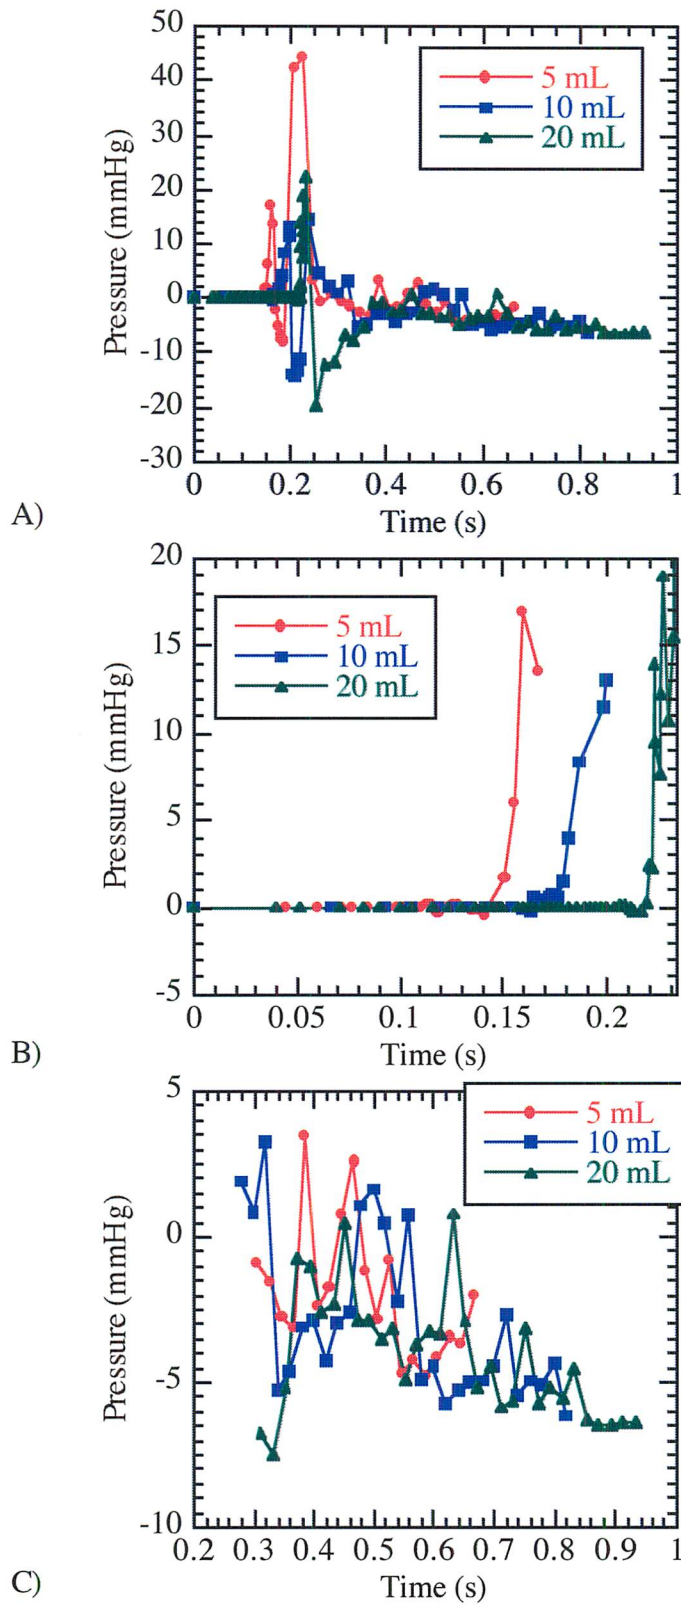 50
40
30
20
10
0
-10
-20
-30
Pressure (mmHg)
5 mL
10 mL
20 mL
0 0.2 0.4 0.6 0.8 1
Time (s)
A)
20
15
10
5
0
-5
Pressure (mmHg)
5 mL
10 mL
20 mL
0 0.05 0.1 0.15 0.2
Time (s)
B)
5
0
-5
-10
Pressure (mmHg)
5 mL
10 mL
20 mL
0.2 0.3 0.4 0.5 0.6 0.7 0.8 0.9 1
Time (s)
C)